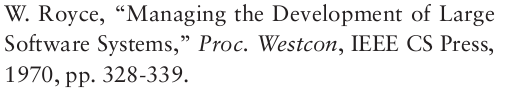 W. Royce, “Managing the Development of Large
Software Systems,” Proc. Westcon, IEEE CS Press,
1970, pp. 328-339.